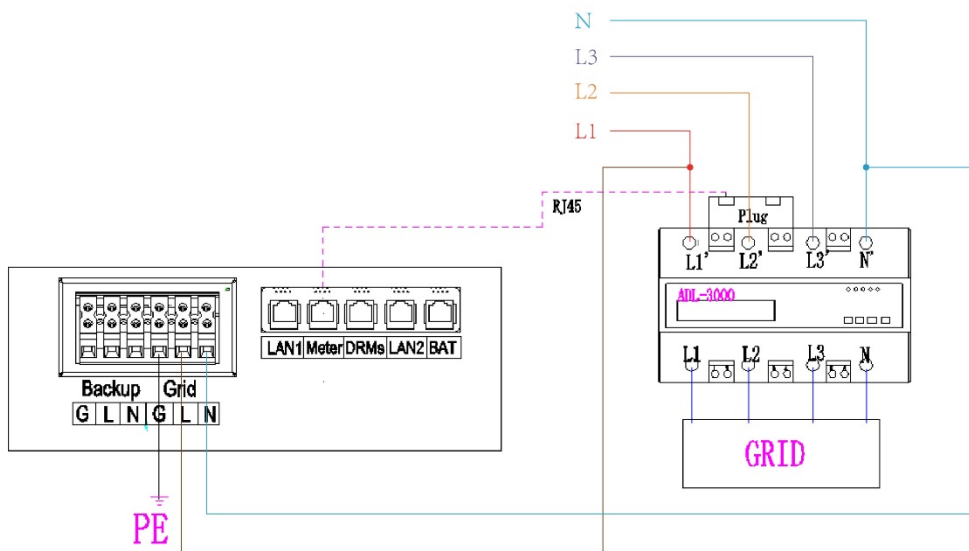 N
L3
L2
L1
RJ45
Plug
L1' L2' L3' N'
ADL-3000
L1 L2 L3 N
GRID
LAN1 Meter DRMs LAN2 BAT
Backup Grid
G L N G L N
PE